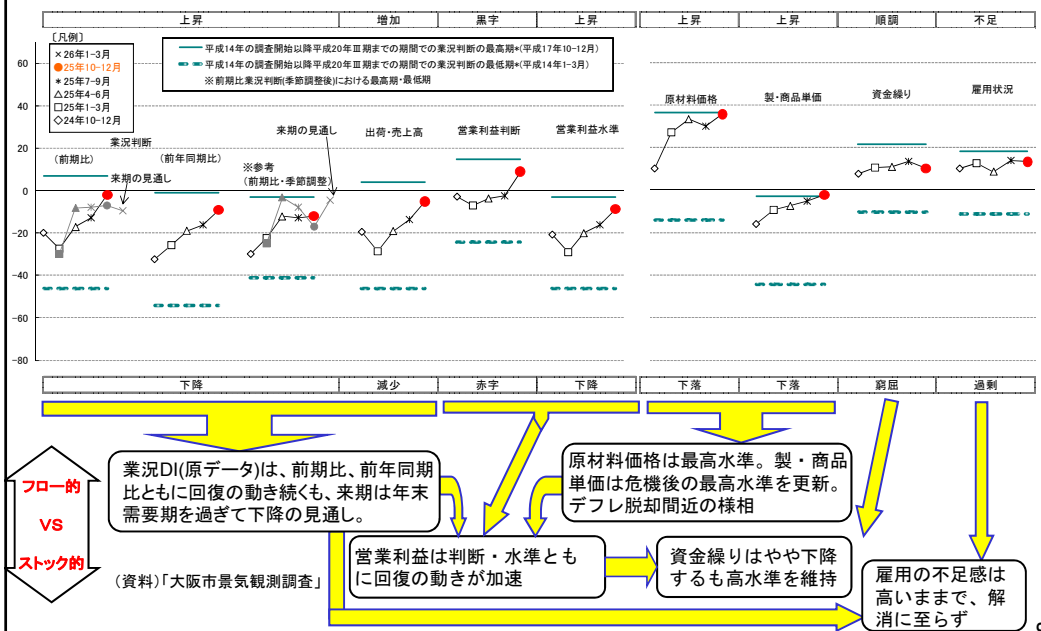 上昇 増加 黒字 上昇 上昇 上昇 順調 不足
〔凡例〕
×26年1-3月
●25年10-12月
＊25年7-9月
△25年4-6月
□25年1-3月
◇24年10-12月
平成14年の調査開始以降平成20年Ⅲ期までの期間での業況判断の最高期*(平成17年10-12月)
平成14年の調査開始以降平成20年Ⅲ期までの期間での業況判断の最低期*(平成14年1-3月)
※前期比業況判断(季節調整後)における最高期・最低期
60
40
20
0
-20
-40
-60
-80
業況判断
(前期比)
来期の見通し
(前年同期比)
来期の見通し
※参考
(前期比・季節調整)
出荷・売上高
営業利益判断
営業利益水準
原材料価格
製・商品単価
資金繰り
雇用状況
下降 減少 赤字 下降 下落 下落 窮屈 過剰
フロー的
VS
ストック的
業況DI(原データ)は、前期比、前年同期
比ともに回復の動き続くも、来期は年末
需要期を過ぎて下降の見通し。
原材料価格は最高水準。製・商品
単価は危機後の最高水準を更新。
デフレ脱却間近の様相
営業利益は判断・水準とも
に回復の動きが加速
資金繰りはやや下降
するも高水準を維持
雇用の不足感は
高いままで、解
消に至らず
(資料)「大阪市景気観測調査」